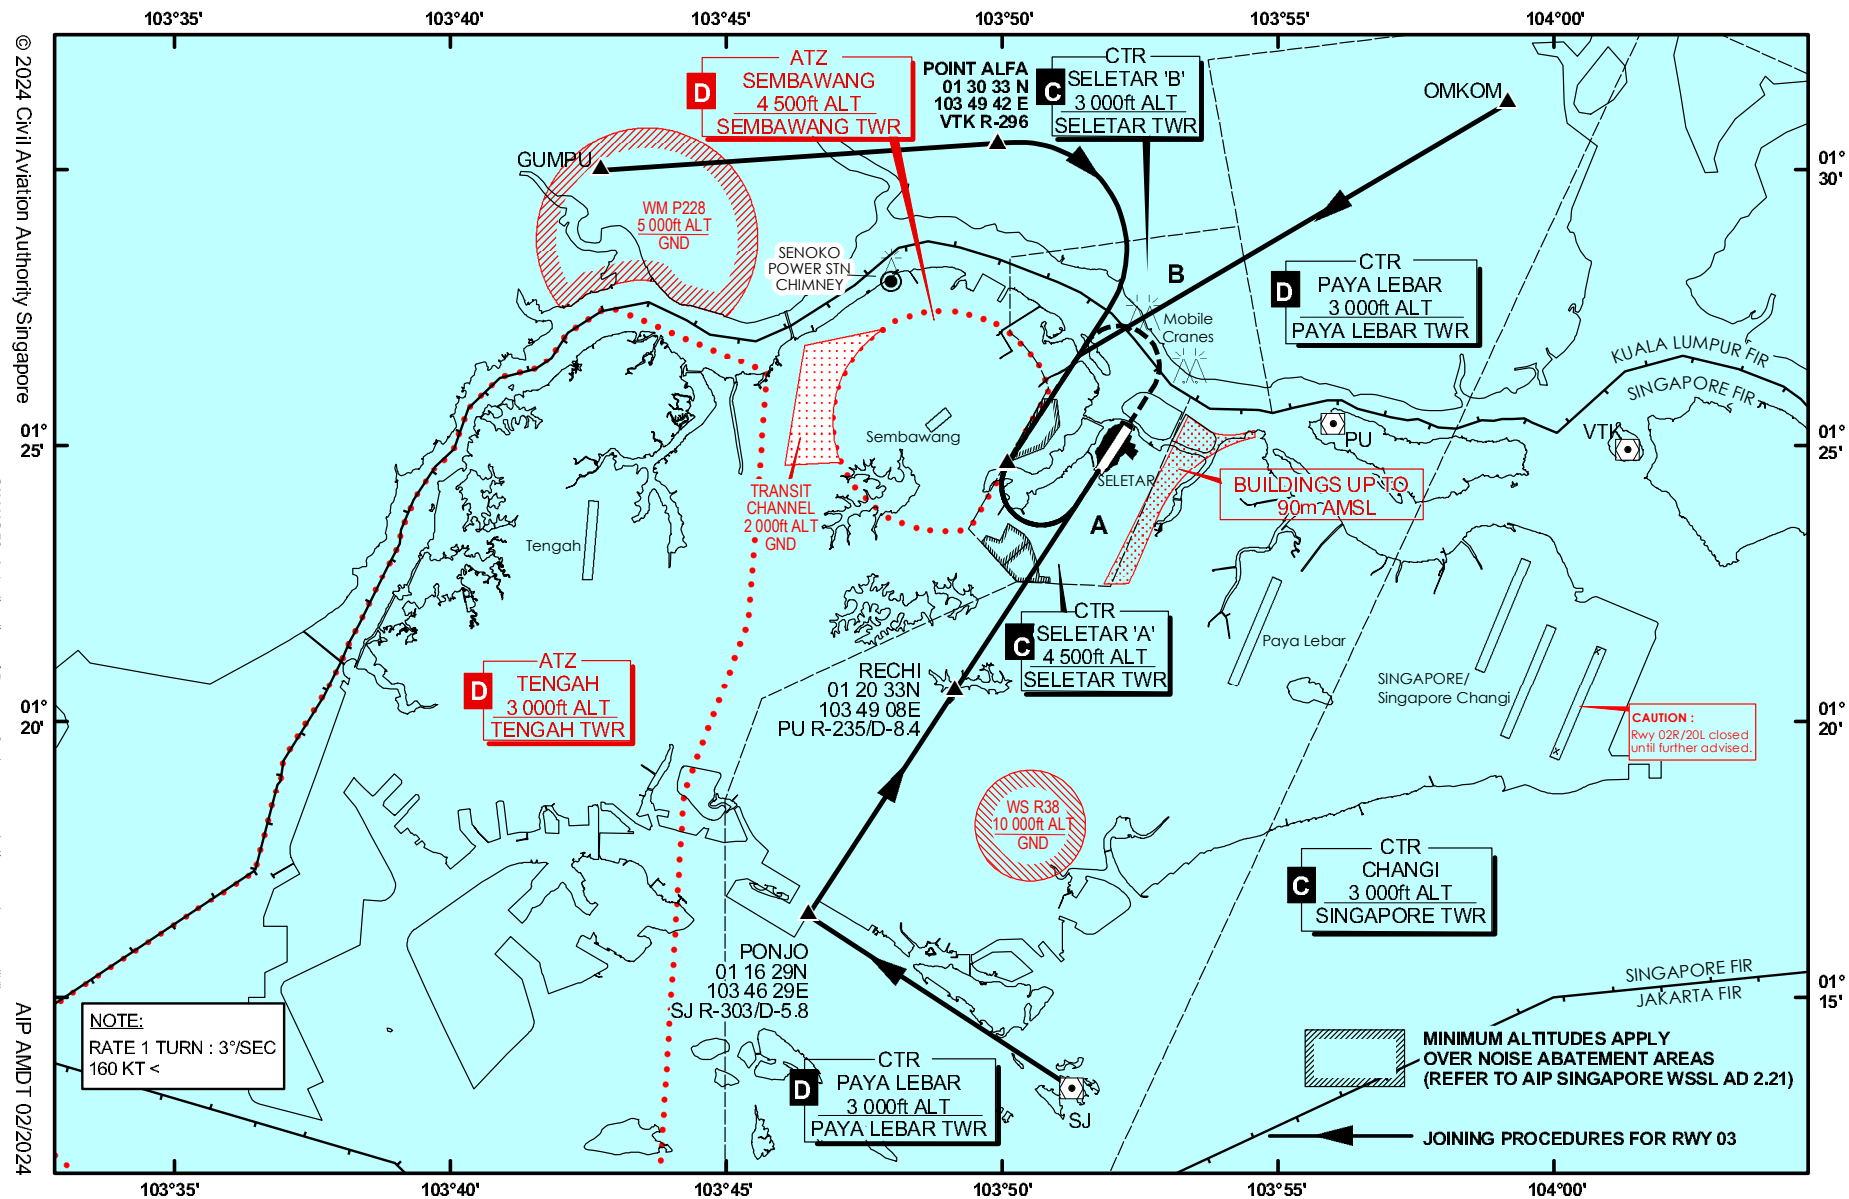 103°35'
103°40'
103°45'
103°50'
103°55'
104°00'
© 2024 Civil Aviation Authority Singapore
ATZ
SEMBAWANG
4 500ft ALT
SEMBAWANG TWR
D
POINT ALFA
01 30 33 N
103 49 42 E
VTK R-296
CTR
SELETAR 'B'
3 000ft ALT
SELETAR TWR
C
OMKOM
GUMPU
01°
30'
WM P228
5 000ft ALT
GND
SENOKO
POWER STN
CHIMNEY
B
CTR
PAYA LEBAR
3 000ft ALT
PAYA LEBAR TWR
D
Mobile
Cranes
KUALA LUMPUR FIR
SINGAPORE FIR
01°
25'
Sembawang
PU
VTK
01°
25'
SELETAR
BUILDINGS UP TO
90m AMSL
TRANSIT
CHANNEL
2 000ft ALT
GND
A
Tengah
CTR
SELETAR 'A'
4 500ft ALT
SELETAR TWR
C
Paya Lebar
RECHI
01 20 33N
103 49 08E
PU R-235/D-8.4
ATZ
TENGAH
3 000ft ALT
TENGAH TWR
D
SINGAPORE/
Singapore Changi
01°
20'
CAUTION :
Rwy 02R/20L closed
until further advised.
01°
20'
WS R38
10 000ft ALT
GND
CTR
CHANGI
3 000ft ALT
SINGAPORE TWR
C
PONJO
01 16 29N
103 46 29E
SJ R-303/D-5.8
SINGAPORE FIR
JAKARTA FIR
01°
15'
NOTE:
RATE 1 TURN : 3°/SEC
160 KT <
CTR
PAYA LEBAR
3 000ft ALT
PAYA LEBAR TWR
D
SJ
MINIMUM ALTITUDES APPLY
OVER NOISE ABATEMENT AREAS
(REFER TO AIP SINGAPORE WSSL AD 2.21)
JOINING PROCEDURES FOR RWY 03
AIP AMDT 02/2024
103°35'
103°40'
103°45'
103°50'
103°55'
104°00'